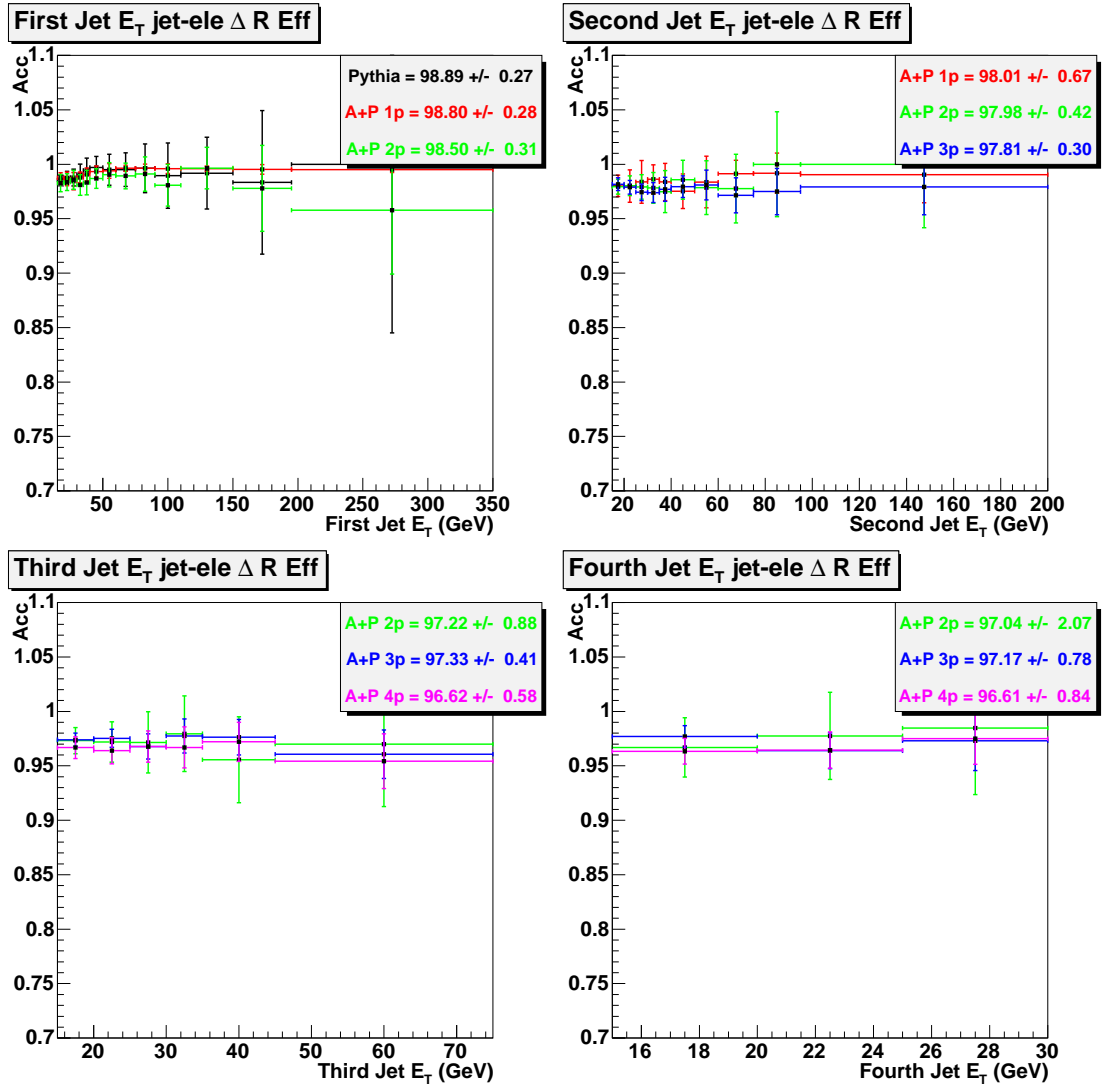 First Jet E_T jet-ele Δ R Eff
Acc
1.1
1.05
1
0.95
0.9
0.85
0.8
0.75
0.7
Pythia = 98.89 +/- 0.27
A+P 1p = 98.80 +/- 0.28
A+P 2p = 98.50 +/- 0.31
50 100 150 200 250 300 350
First Jet E_T (GeV)
Second Jet E_T jet-ele Δ R Eff
Acc
1.1
1.05
1
0.95
0.9
0.85
0.8
0.75
0.7
A+P 1p = 98.01 +/- 0.67
A+P 2p = 97.98 +/- 0.42
A+P 3p = 97.81 +/- 0.30
20 40 60 80 100 120 140 160 180 200
Second Jet E_T (GeV)
Third Jet E_T jet-ele Δ R Eff
Acc
1.1
1.05
1
0.95
0.9
0.85
0.8
0.75
0.7
A+P 2p = 97.22 +/- 0.88
A+P 3p = 97.33 +/- 0.41
A+P 4p = 96.62 +/- 0.58
20 30 40 50 60 70
Third Jet E_T (GeV)
Fourth Jet E_T jet-ele Δ R Eff
Acc
1.1
1.05
1
0.95
0.9
0.85
0.8
0.75
0.7
A+P 2p = 97.04 +/- 2.07
A+P 3p = 97.17 +/- 0.78
A+P 4p = 96.61 +/- 0.84
16 18 20 22 24 26 28 30
Fourth Jet E_T (GeV)